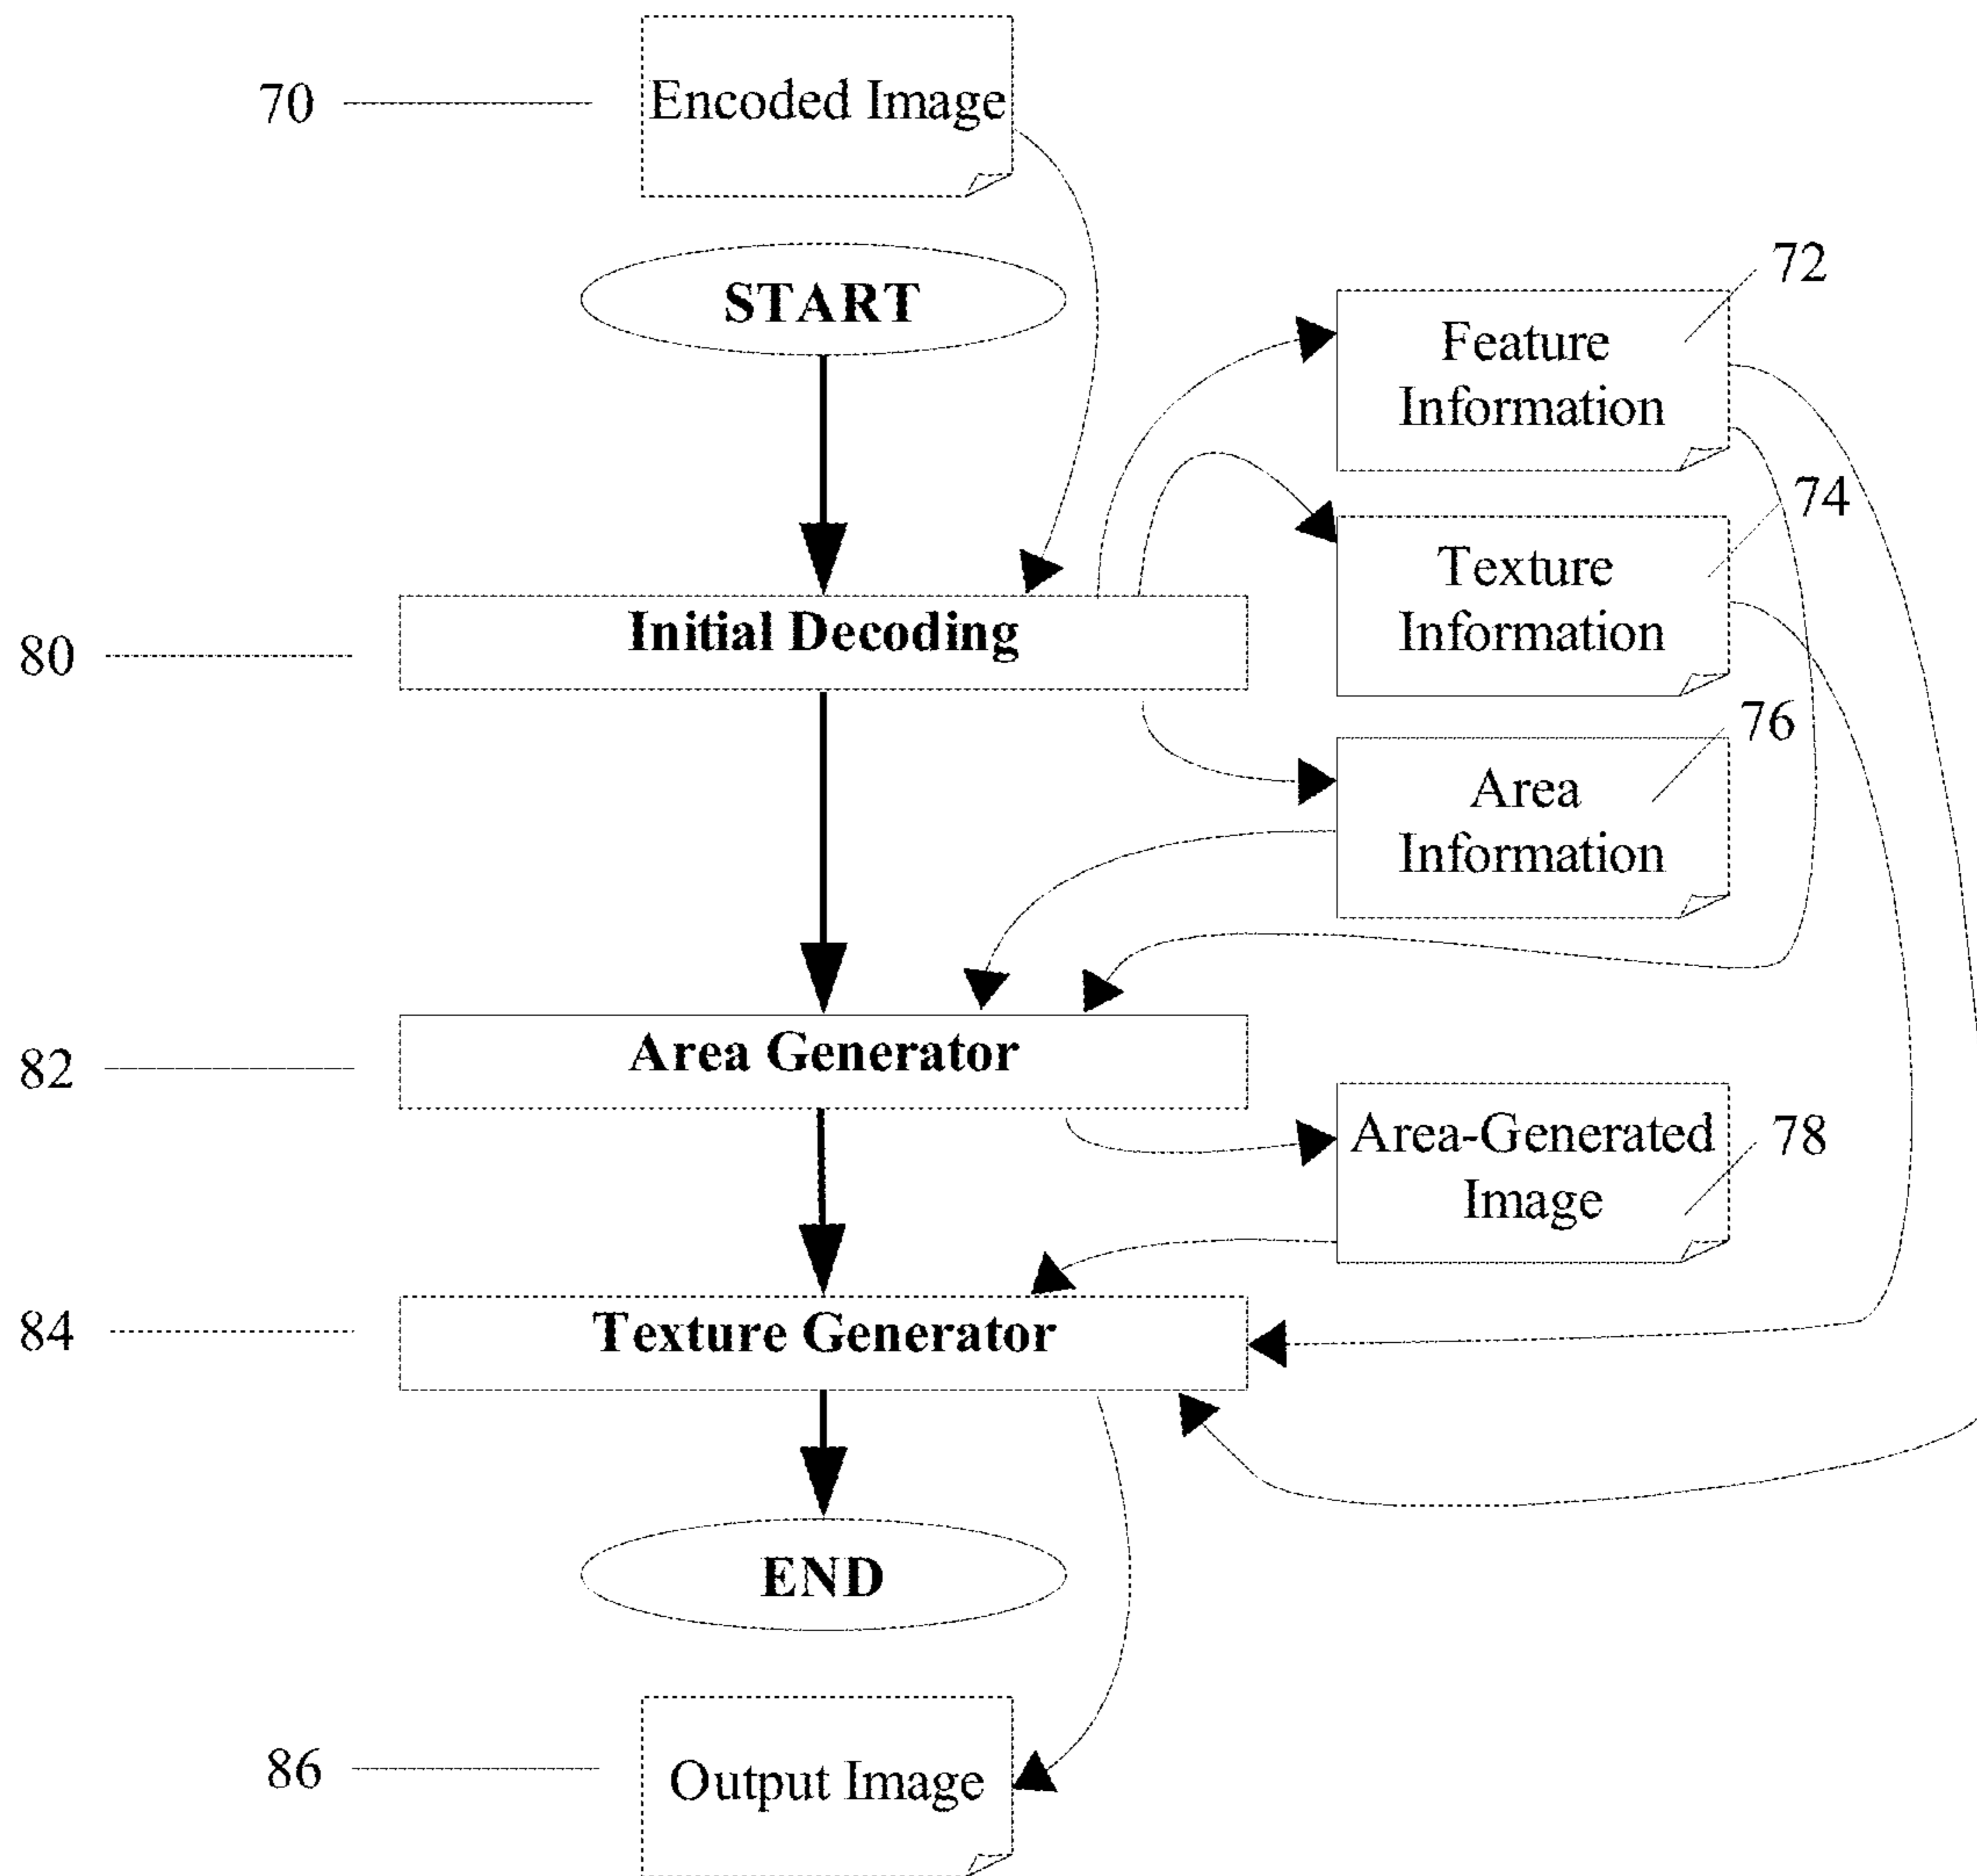 70
Encoded Image
START
72
Feature
Information
74
Texture
Information
80
Initial Decoding
76
Area
Information
82
Area Generator
78
Area-Generated
Image
84
Texture Generator
END
86
Output Image